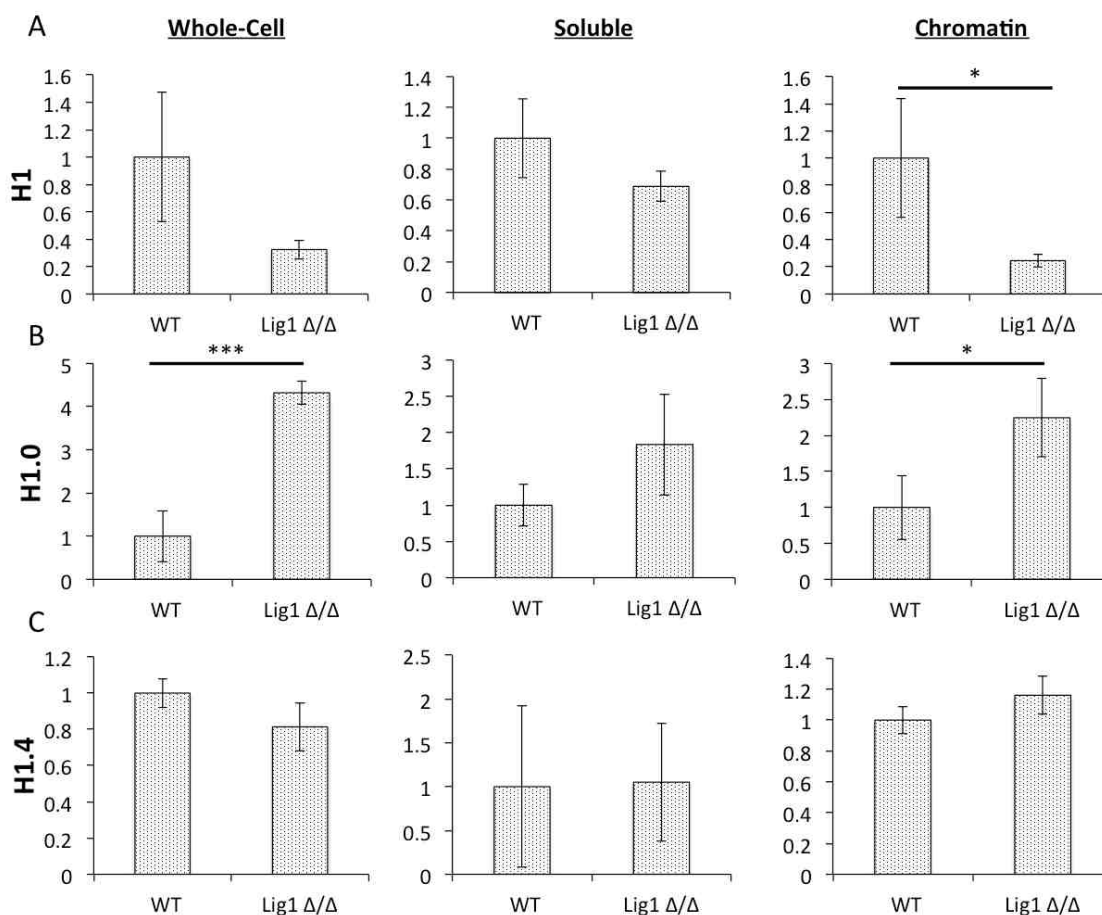 A
Whole-Cell
Soluble
Chromatin
H1
1.6
1.4
1.2
1
0.8
0.6
0.4
0.2
0
WT
Lig1 Δ/Δ
1.4
1.2
1
0.8
0.6
0.4
0.2
0
WT
Lig1 Δ/Δ
*
1.6
1.4
1.2
1
0.8
0.6
0.4
0.2
0
WT
Lig1 Δ/Δ
B
H1.0
***
5
4
3
2
1
0
WT
Lig1 Δ/Δ
3
2.5
2
1.5
1
0.5
0
WT
Lig1 Δ/Δ
*
3
2.5
2
1.5
1
0.5
0
WT
Lig1 Δ/Δ
C
H1.4
1.2
1
0.8
0.6
0.4
0.2
0
WT
Lig1 Δ/Δ
2.5
2
1.5
1
0.5
0
WT
Lig1 Δ/Δ
1.4
1.2
1
0.8
0.6
0.4
0.2
0
WT
Lig1 Δ/Δ